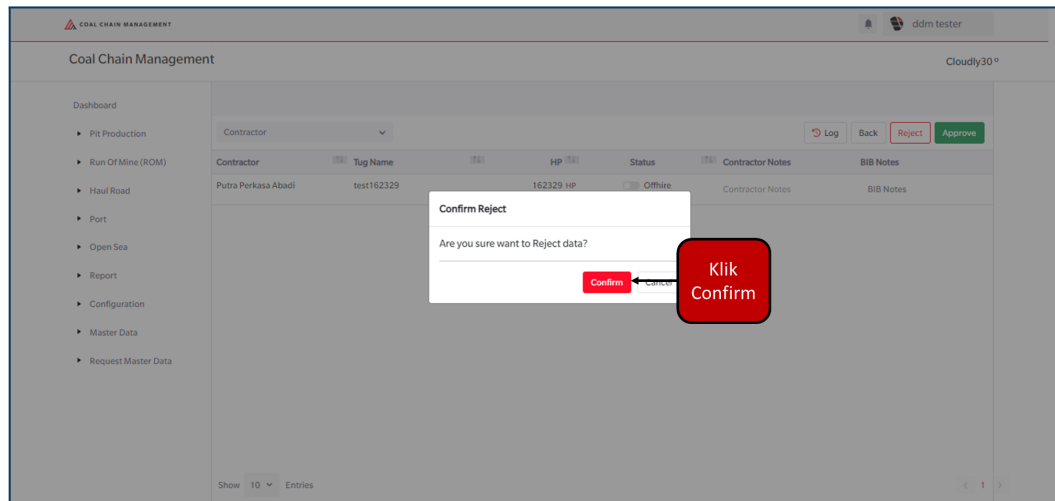 COAL CHAIN MANAGEMENT
ddm tester
Coal Chain Management
Cloudly30°
Dashboard
Pit Production
Run Of Mine (ROM)
Haul Road
Port
Open Sea
Report
Configuration
Master Data
Request Master Data
Contractor
Log Back Reject Approve
Contractor Tug Name HP Status Contractor Notes BIB Notes
Putra Perkasa Abadi test162329 162329 HP Offhire Contractor Notes BIB Notes
Confirm Reject
Are you sure want to Reject data?
Confirm Cancel
Klik
Confirm
Show 10 Entries
1